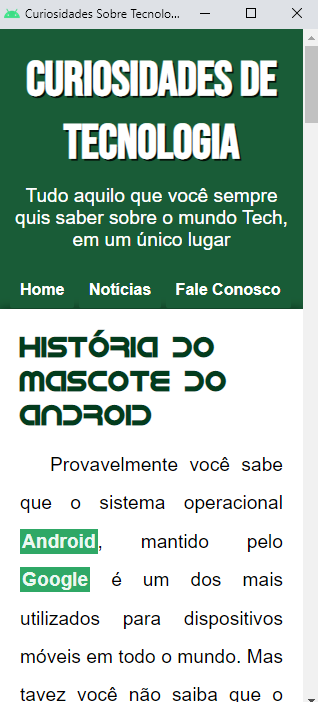 Curiosidades Sobre Tecnolo...
CURIOSIDADES DE
TECNOLOGIA
Tudo aquilo que você sempre
quis saber sobre o mundo Tech,
em um único lugar
Home Notícias Fale Conosco
História do
mascote do
Android
Provavelmente você sabe
que o sistema operacional
Android, mantido pelo
Google é um dos mais
utilizados para dispositivos
móveis em todo o mundo. Mas
tavez você não saiba que o